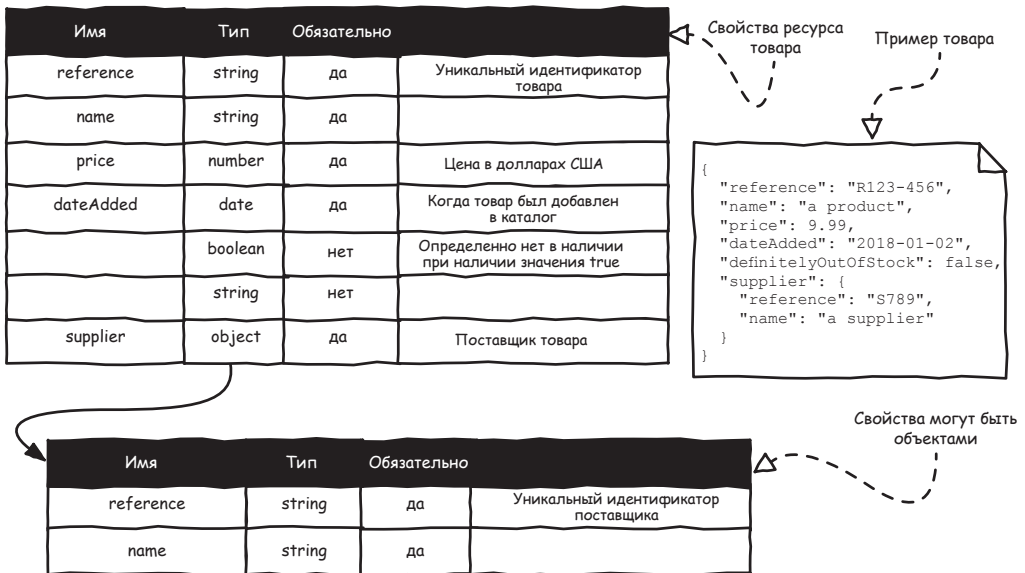 Имя Тип Обязательно
reference string да Уникальный идентификатор
товара
name string да
price number да Цена в долларах США
dateAdded date да Когда товар был добавлен
в каталог
boolean нет Определенно нет в наличии
при наличии значения true
string нет
supplier object да Поставщик товара
Свойства ресурса
товара
Пример товара
{
"reference": "R123-456",
"name": "a product",
"price": 9.99,
"dateAdded": "2018-01-02",
"definitelyOutOfStock": false,
"supplier": {
"reference": "S789",
"name": "a supplier"
}
}
Свойства могут быть
объектами
Имя Тип Обязательно
reference string да Уникальный идентификатор
поставщика
name string да